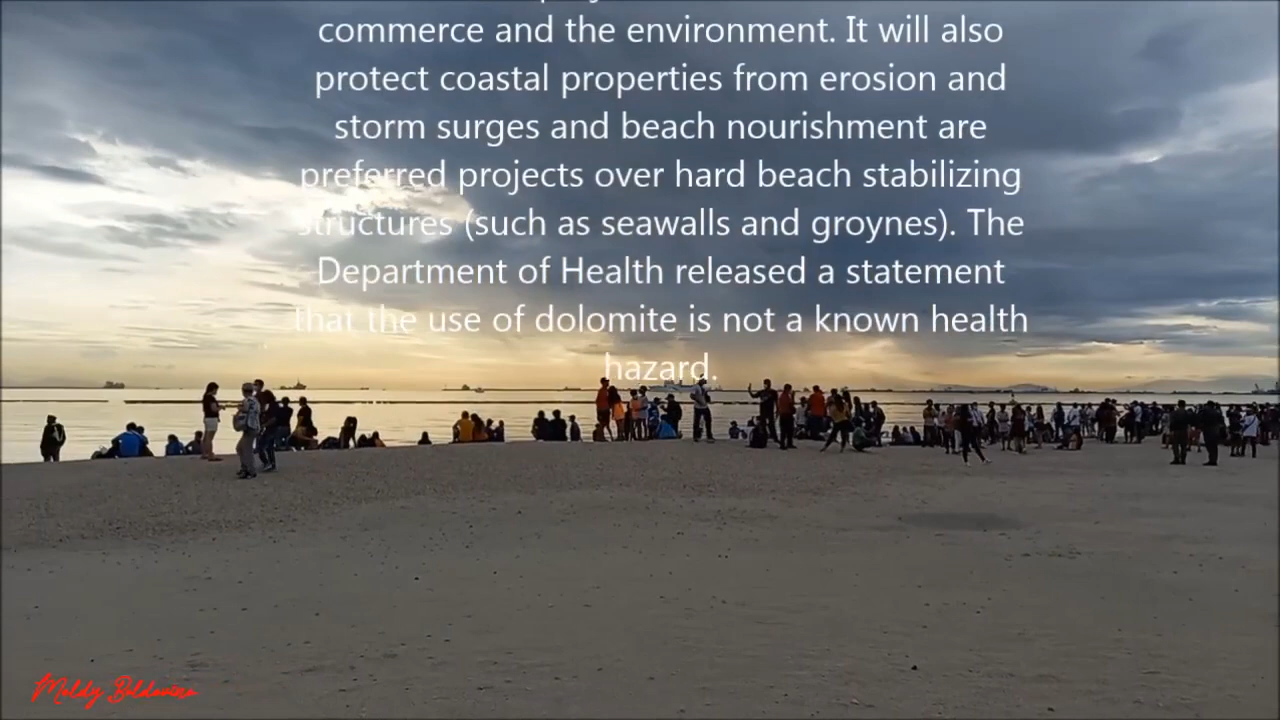 commerce and the environment. It will also
protect coastal properties from erosion and
storm surges and beach nourishment are
preferred projects over hard beach stabilizing
structures (such as seawalls and groynes). The
Department of Health released a statement
that the use of dolomite is not a known health
hazard.
Moldy Boldovino